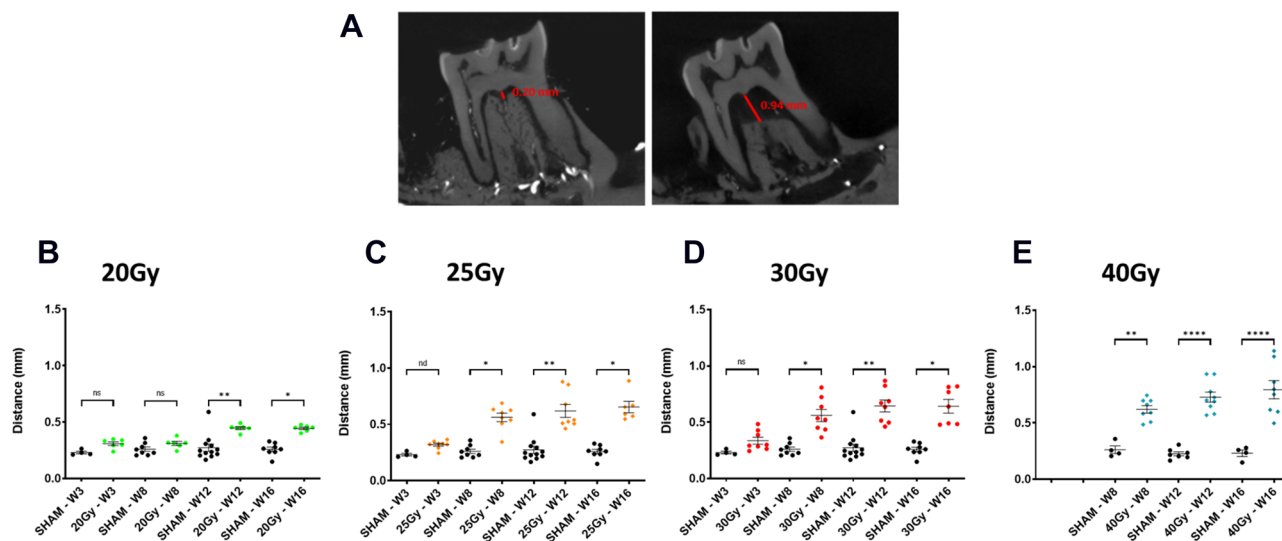 A
0.20 mm
0.94 mm
B
20Gy
Distance (mm)
1.5
1.0
0.5
0.0
ns
ns
**
*
SHAM - W3
20Gy - W3
SHAM - W8
20Gy - W8
SHAM - W12
20Gy - W12
SHAM - W16
20Gy - W16
C
25Gy
Distance (mm)
1.5
1.0
0.5
0.0
nd
*
**
*
SHAM - W3
25Gy - W3
SHAM - W8
25Gy - W8
SHAM - W12
25Gy - W12
SHAM - W16
25Gy - W16
D
30Gy
Distance (mm)
1.5
1.0
0.5
0.0
ns
*
**
*
SHAM - W3
30Gy - W3
SHAM - W8
30Gy - W8
SHAM - W12
30Gy - W12
SHAM - W16
30Gy - W16
E
40Gy
Distance (mm)
1.5
1.0
0.5
0.0
**
****
****
SHAM - W8
40Gy - W8
SHAM - W12
40Gy - W12
SHAM - W16
40Gy - W16